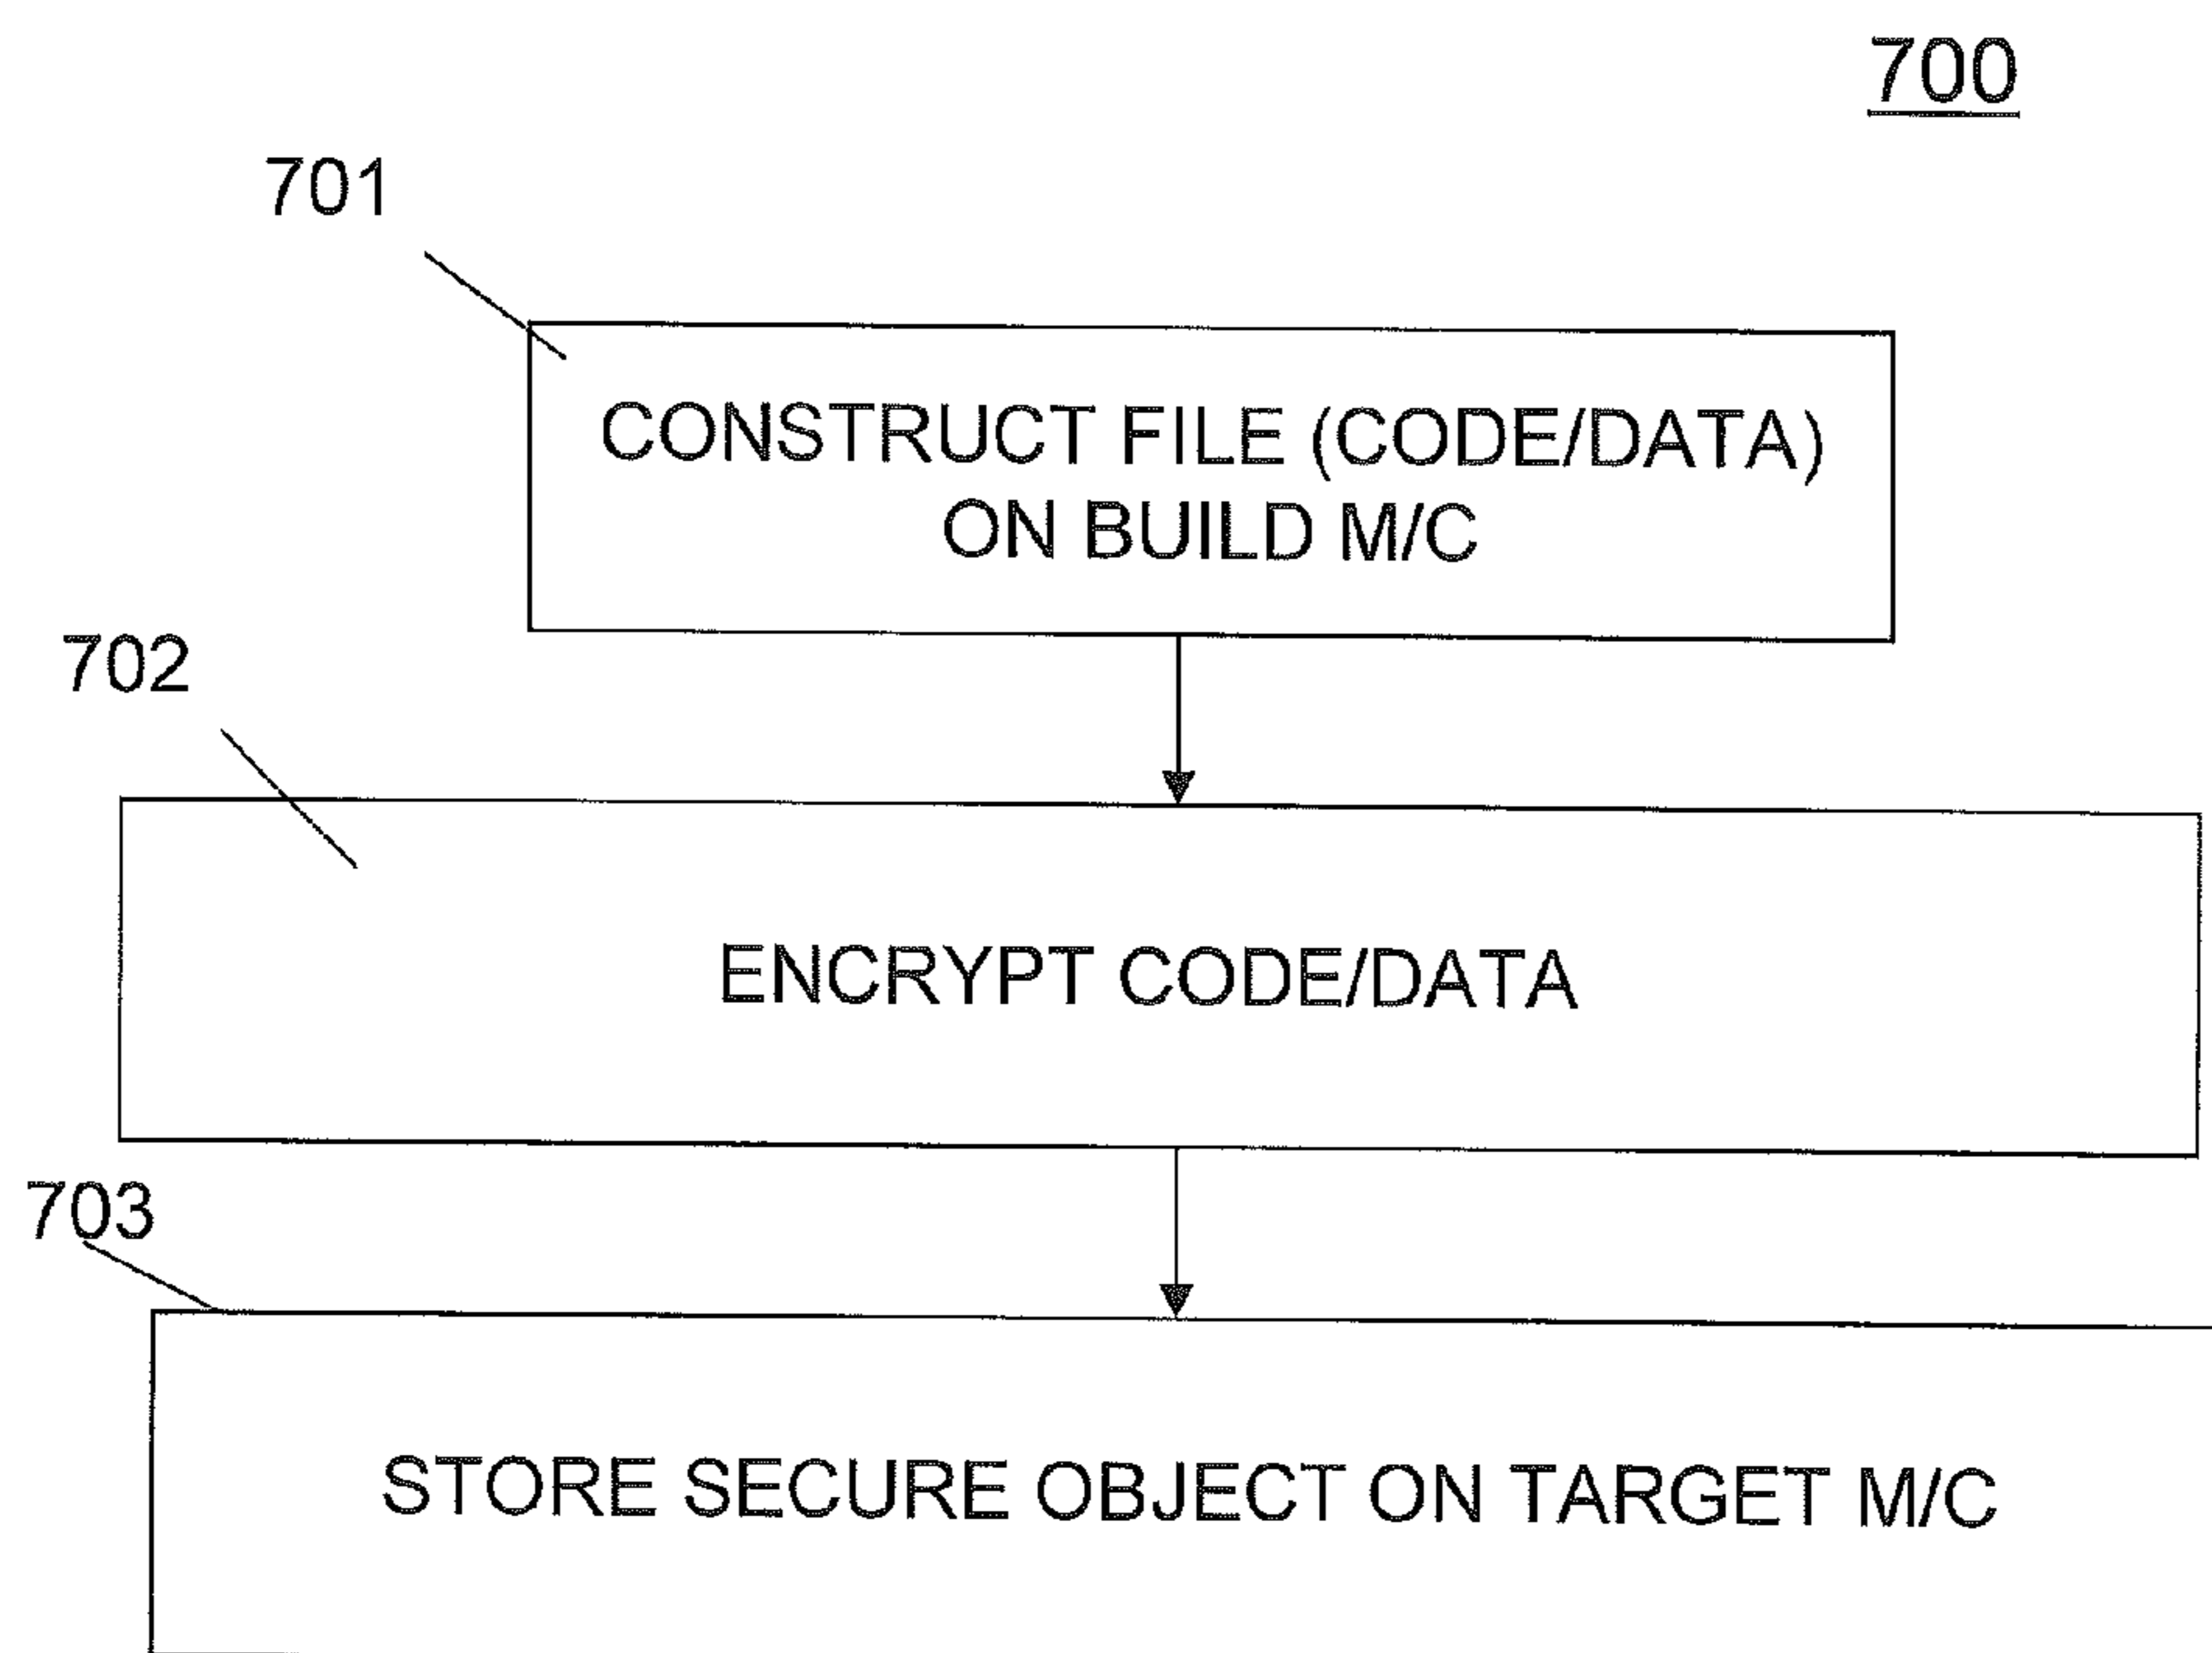 700
701
CONSTRUCT FILE (CODE/DATA)
ON BUILD M/C
702
ENCRYPT CODE/DATA
703
STORE SECURE OBJECT ON TARGET M/C